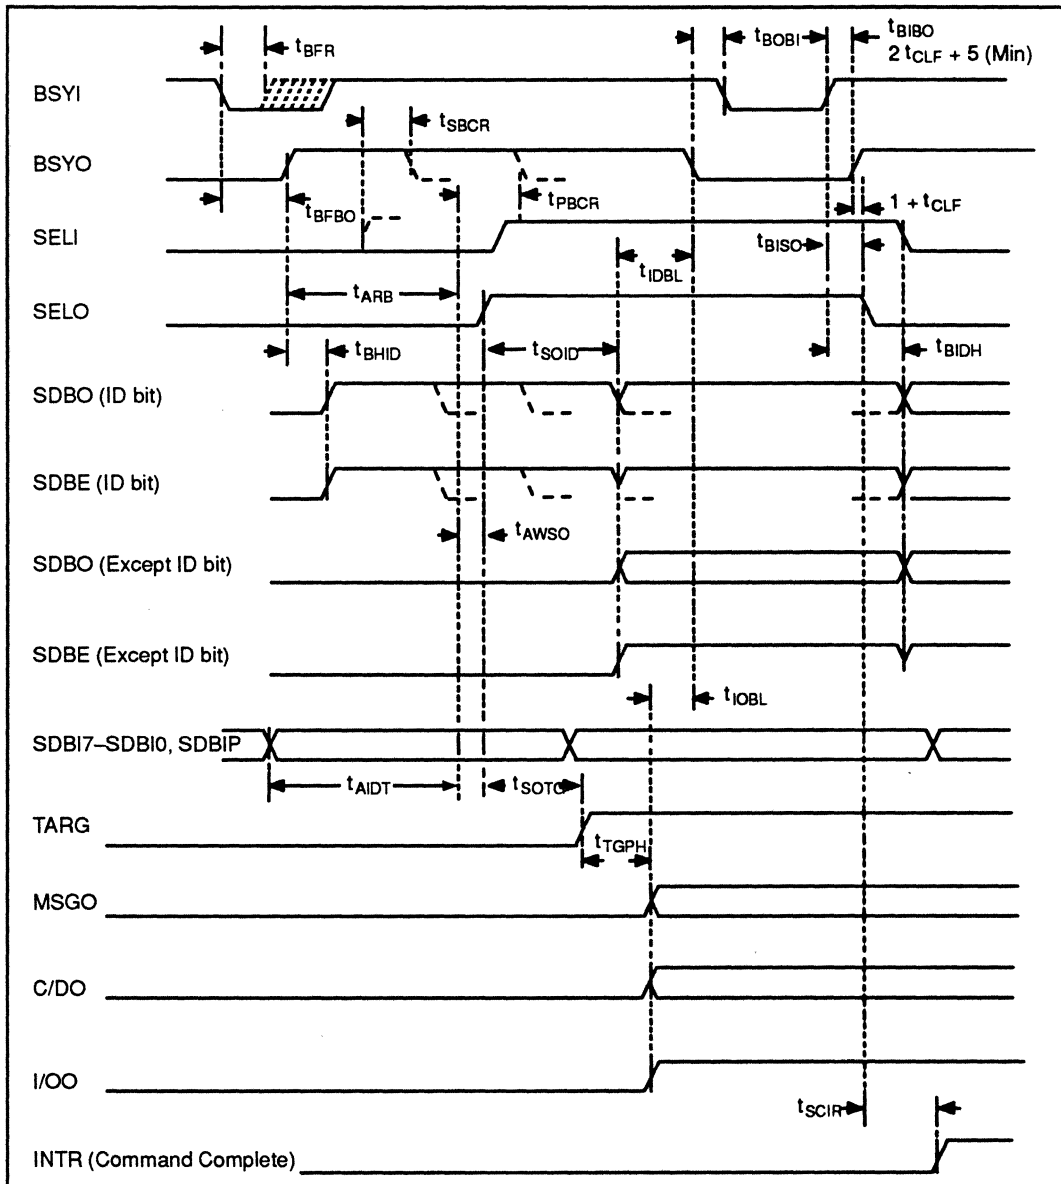 tBFR
tBOBI
tBIBO
2 tCLF + 5 (Min)
BSYI
tSBCR
BSYO
tBFBO
tPBCR
1 + tCLF
SELI
tBISO
tIDBL
tARB
SELO
tBHID
tSOID
tBIDH
SDBO (ID bit)
SDBE (ID bit)
tAWSO
SDBO (Except ID bit)
SDBE (Except ID bit)
tIOBL
SDBI7–SDBI0, SDBIP
tAIDT
tSOTG
TARG
tTGPH
MSGO
C/DO
I/OO
tSCIR
INTR (Command Complete)